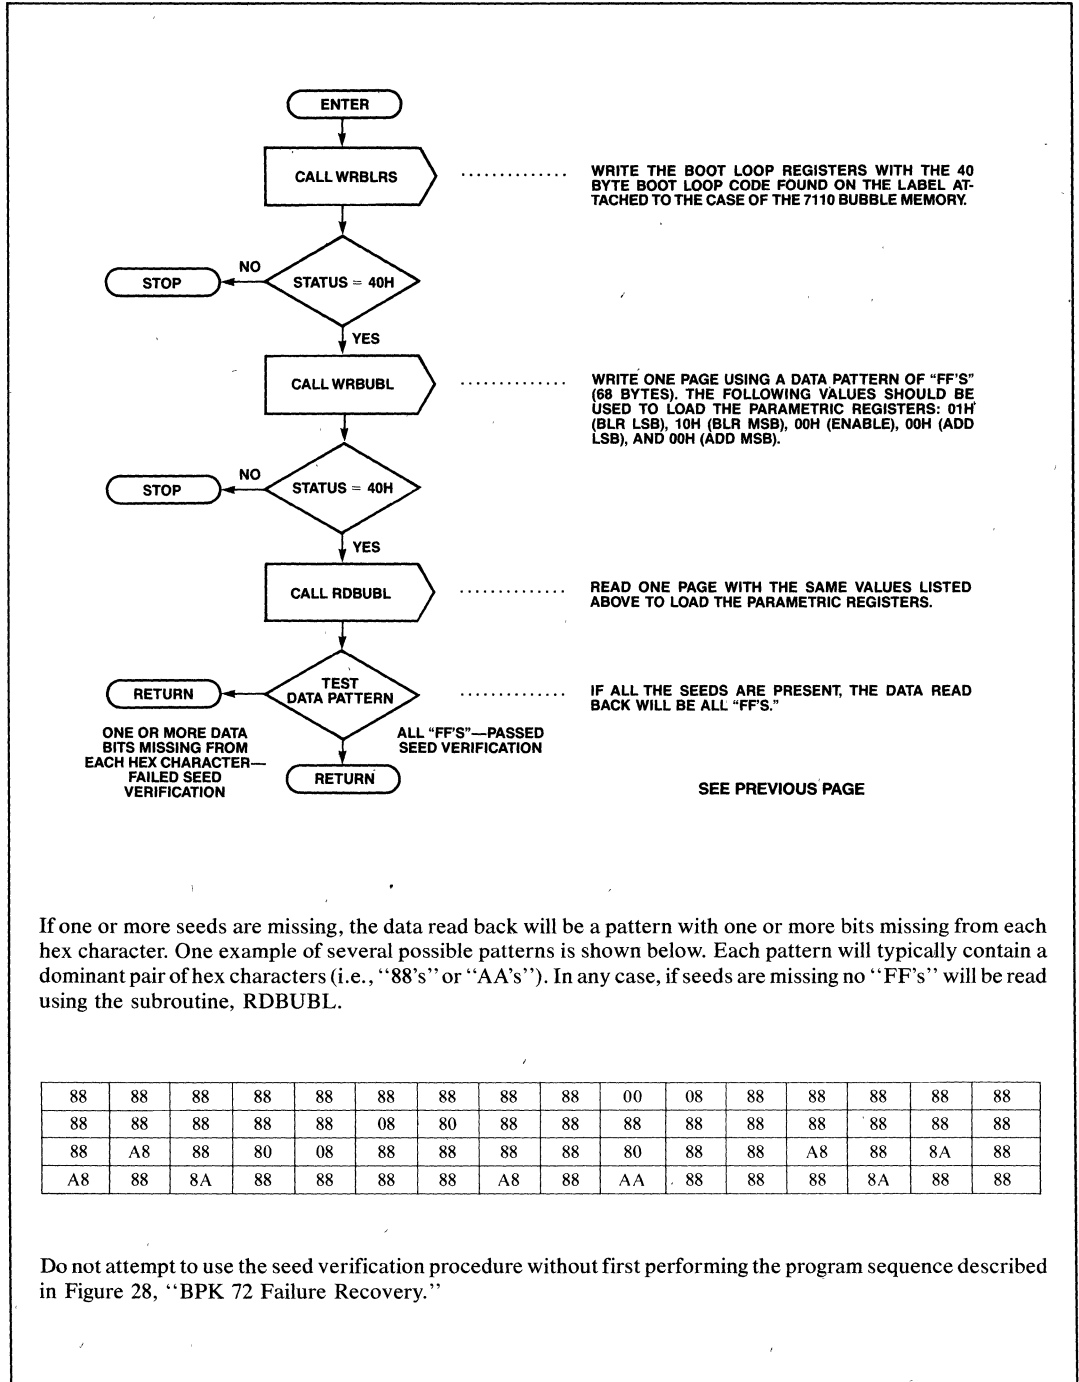 ENTER
CALL WRBLRS
WRITE THE BOOT LOOP REGISTERS WITH THE 40
BYTE BOOT LOOP CODE FOUND ON THE LABEL AT-
TACHED TO THE CASE OF THE 7110 BUBBLE MEMORY.
STOP
NO
STATUS = 40H
YES
CALL WRBUBL
WRITE ONE PAGE USING A DATA PATTERN OF "FF'S"
(68 BYTES). THE FOLLOWING VALUES SHOULD BE
USED TO LOAD THE PARAMETRIC REGISTERS: 01H
(BLR LSB), 10H (BLR MSB), 00H (ENABLE), 00H (ADD
LSB), AND 00H (ADD MSB).
STOP
NO
STATUS = 40H
YES
CALL RDBUBL
READ ONE PAGE WITH THE SAME VALUES LISTED
ABOVE TO LOAD THE PARAMETRIC REGISTERS.
RETURN
TEST
DATA PATTERN
IF ALL THE SEEDS ARE PRESENT, THE DATA READ
BACK WILL BE ALL "FF'S."
ONE OR MORE DATA
BITS MISSING FROM
EACH HEX CHARACTER—
FAILED SEED
VERIFICATION
ALL "FF'S"—PASSED
SEED VERIFICATION
RETURN
SEE PREVIOUS PAGE
If one or more seeds are missing, the data read back will be a pattern with one or more bits missing from each
hex character. One example of several possible patterns is shown below. Each pattern will typically contain a
dominant pair of hex characters (i.e., "88's" or "AA's"). In any case, if seeds are missing no "FF's" will be read
using the subroutine, RDBUBL.
88 88 88 88 88 88 88 88 88 00 08 88 88 88 88 88
88 88 88 88 88 08 80 88 88 88 88 88 88 88 88 88
88 A8 88 80 08 88 88 88 88 80 88 88 A8 88 8A 88
A8 88 8A 88 88 88 88 A8 88 AA 88 88 88 8A 88 88
Do not attempt to use the seed verification procedure without first performing the program sequence described
in Figure 28, "BPK 72 Failure Recovery."